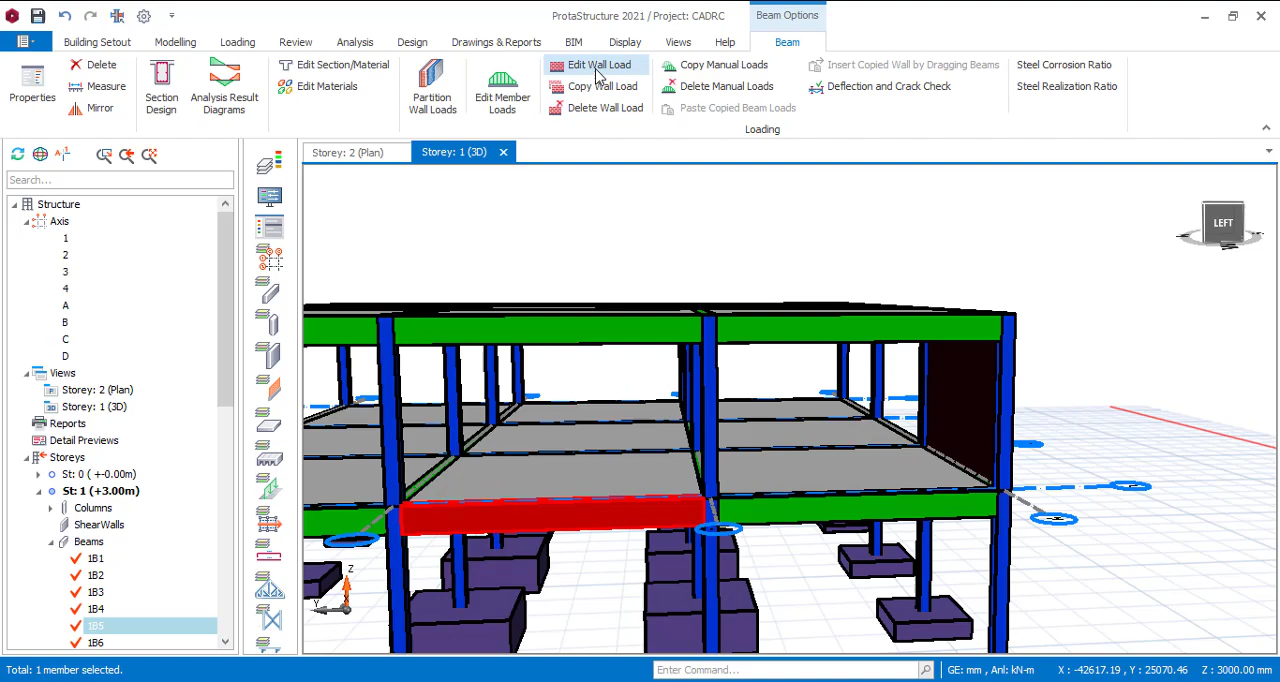 ProtaStructure 2021 / Project: CADRC
Beam Options
Building Setout Modelling Loading Review Analysis Design Drawings & Reports BIM Display Views Help Beam
Properties
Delete
Measure
Mirror
Section Design
Analysis Result Diagrams
Edit Section/Material
Edit Materials
Partition Wall Loads
Edit Member Loads
Edit Wall Load
Copy Wall Load
Delete Wall Load
Copy Manual Loads
Delete Manual Loads
Paste Copied Beam Loads
Insert Copied Wall by Dragging Beams
Deflection and Crack Check
Steel Corrosion Ratio
Steel Realization Ratio
Loading
Storey: 2 (Plan)
Storey: 1 (3D)
Search...
Structure
Axis
1
2
3
4
A
B
C
D
Views
Storey: 2 (Plan)
Storey: 1 (3D)
Reports
Detail Previews
Storeys
St: 0 ( +-0.00m)
St: 1 (+3.00m)
Columns
ShearWalls
Beams
1B1
1B2
1B3
1B4
1B5
1B6
LEFT
Z
Y
Total: 1 member selected.
Enter Command...
GE: mm , Anl: kN-m
X : -42617.19 , Y : 25070.46
Z : 3000.00 mm